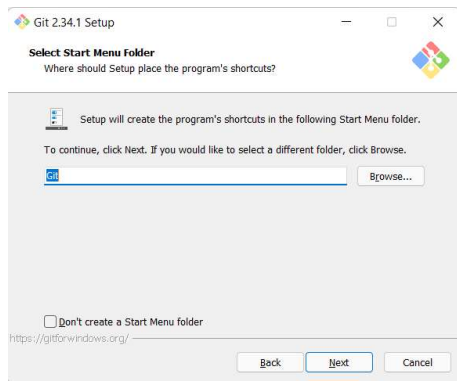 Git 2.34.1 Setup
Select Start Menu Folder
Where should Setup place the program's shortcuts?
Setup will create the program's shortcuts in the following Start Menu folder.
To continue, click Next. If you would like to select a different folder, click Browse.
Git
Browse...
Don't create a Start Menu folder
https://gitforwindows.org/
Back
Next
Cancel